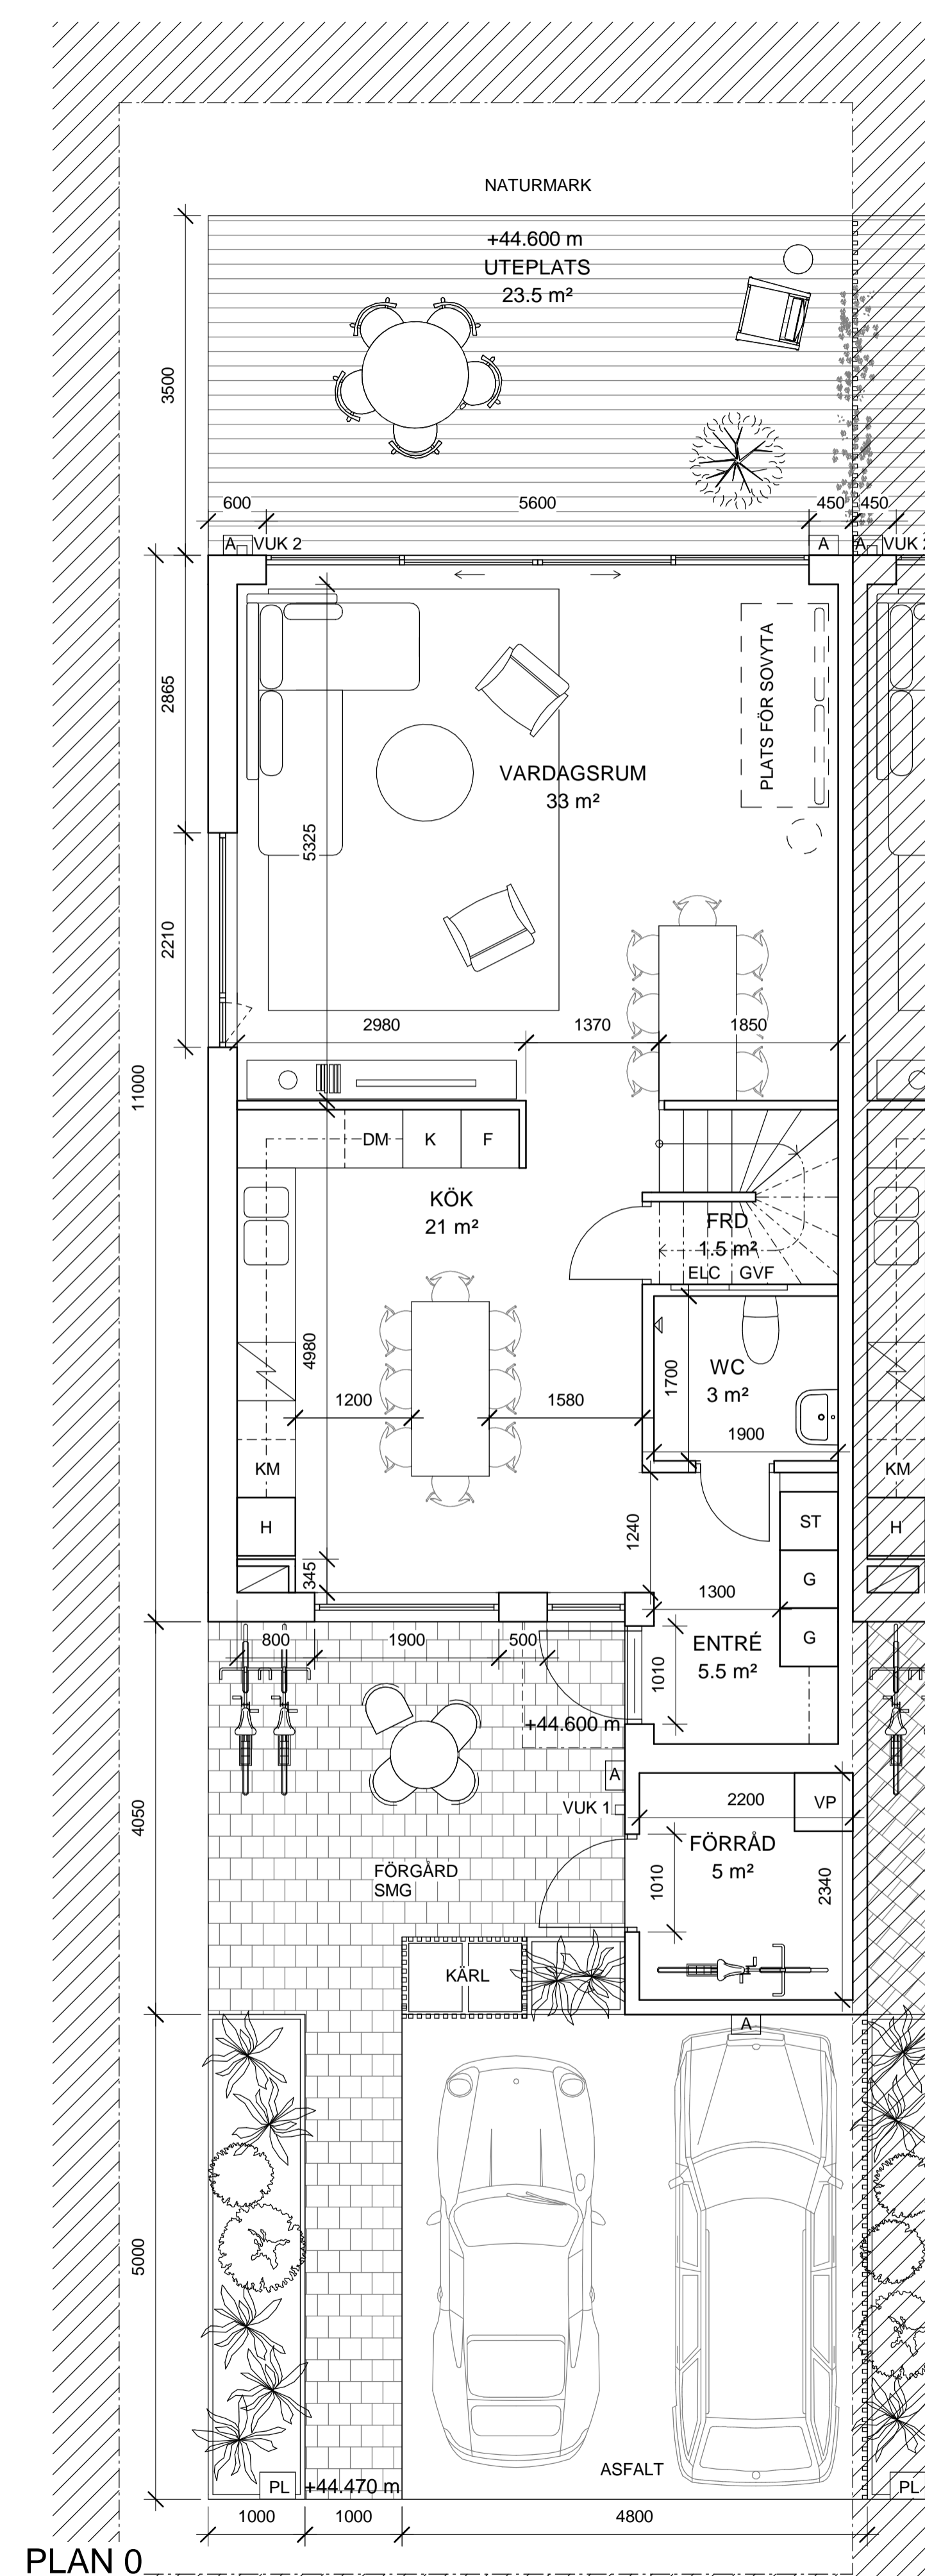 NATURMARK
+44.600 m
UTEPLATS
23.5 m²
3500
600
5600
450
450
A
VUK 2
A
A
VUK
2865
PLATS FÖR SOVYTA
VARDAGSRUM
33 m²
5325
2210
2980
1370
1850
11000
DM
K
F
KÖK
21 m²
FRD
1.5 m²
ELC
GVF
4980
1700
WC
3 m²
1200
1580
1900
KM
KM
H
ST
H
1240
345
G
1300
800
1900
500
G
ENTRÉ
5.5 m²
1010
+44.600 m
A
2200
VP
VUK 1
4050
FÖRRÅD
5 m²
FÖRGÅRD
SMG
1010
2340
KÄRL
A
5000
ASFALT
PL
+44.470 m
PL
1000
1000
4800
PLAN 0